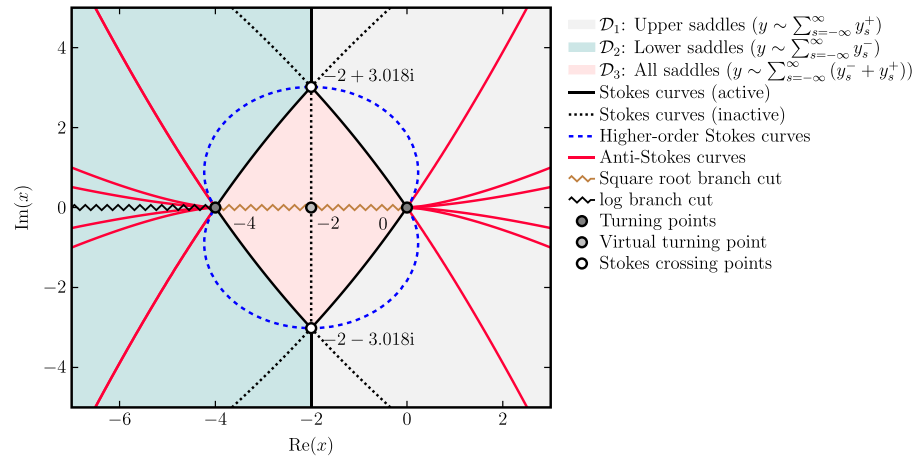 4
2
0
−2
−4
Im(x)
−6
−4
−2
0
2
Re(x)
−2 + 3.018i
−4
−2
0
−2 − 3.018i
𝒟₁: Upper saddles (y ∼ ∑_{s=−∞}^{∞} y_s^+)
𝒟₂: Lower saddles (y ∼ ∑_{s=−∞}^{∞} y_s^−)
𝒟₃: All saddles (y ∼ ∑_{s=−∞}^{∞} (y_s^− + y_s^+))
Stokes curves (active)
Stokes curves (inactive)
Higher-order Stokes curves
Anti-Stokes curves
Square root branch cut
log branch cut
Turning points
Virtual turning point
Stokes crossing points